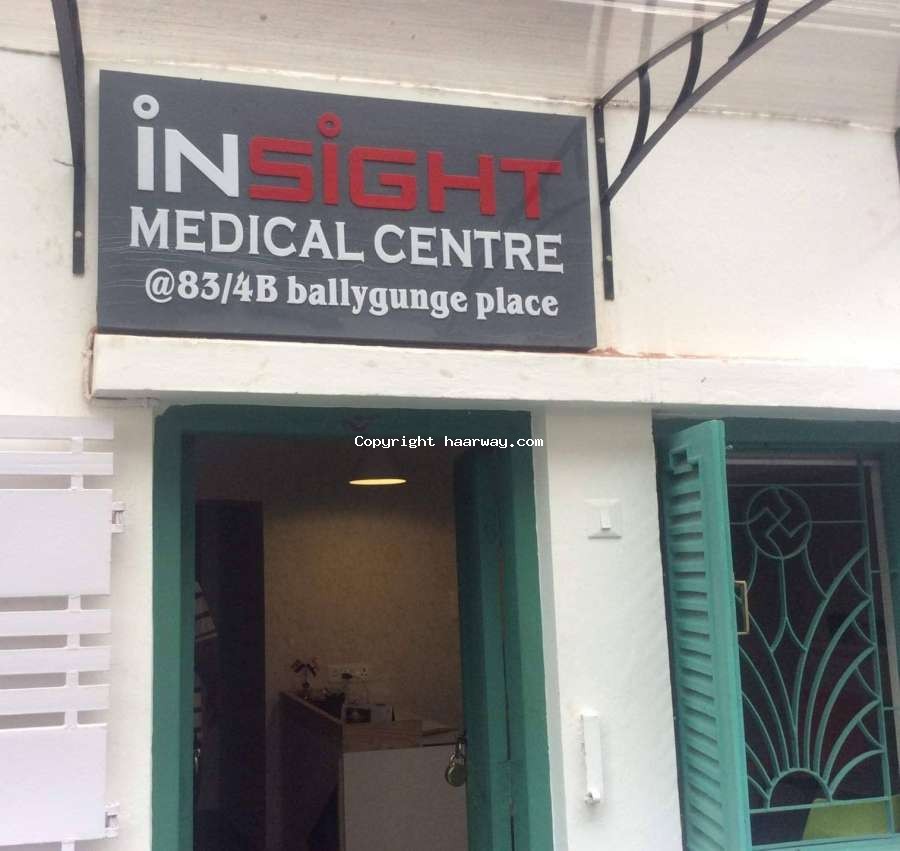 iNSiGHT
MEDICAL CENTRE
@83/4B ballygunge place
Copyright haarway.com